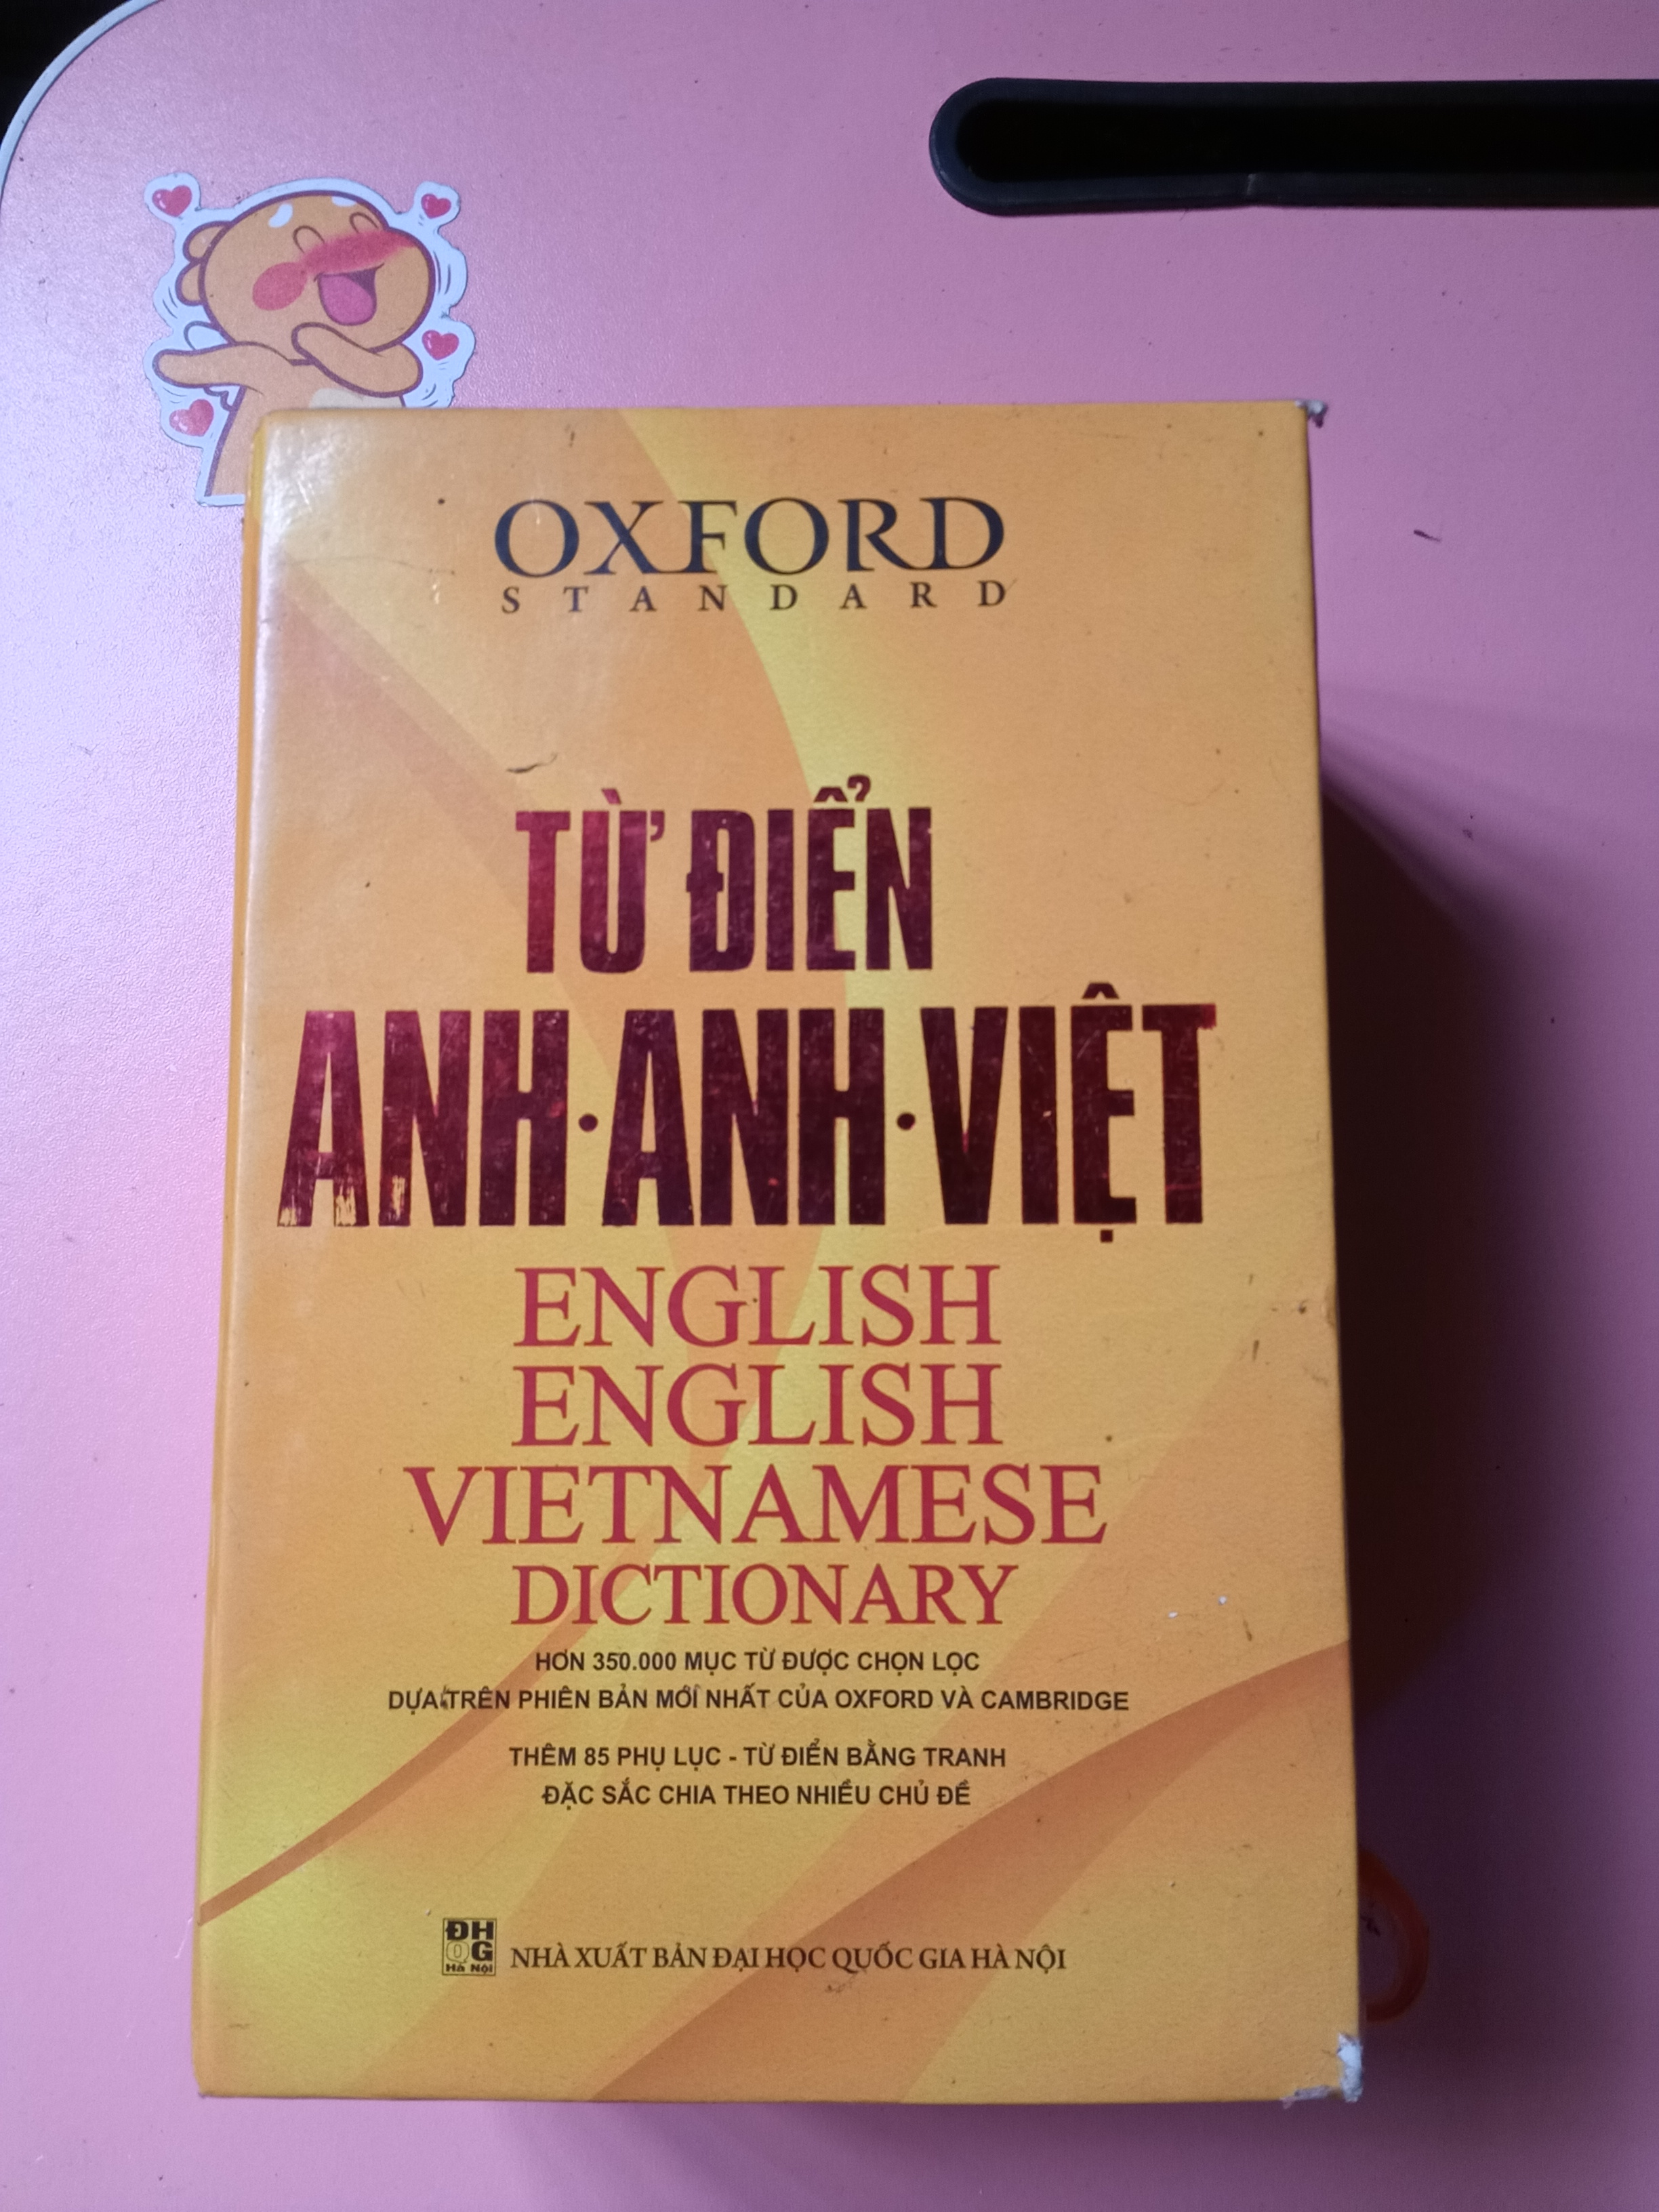 OXFORD
STANDARD
TỪ ĐIỂN
ANH·ANH·VIỆT
ENGLISH
ENGLISH
VIETNAMESE
DICTIONARY
HƠN 350.000 MỤC TỪ ĐƯỢC CHỌN LỌC
DỰA TRÊN PHIÊN BẢN MỚI NHẤT CỦA OXFORD VÀ CAMBRIDGE
THÊM 85 PHỤ LỤC - TỪ ĐIỂN BẰNG TRANH
ĐẶC SẮC CHIA THEO NHIỀU CHỦ ĐỀ
ĐH
QG
Hà Nội
NHÀ XUẤT BẢN ĐẠI HỌC QUỐC GIA HÀ NỘI